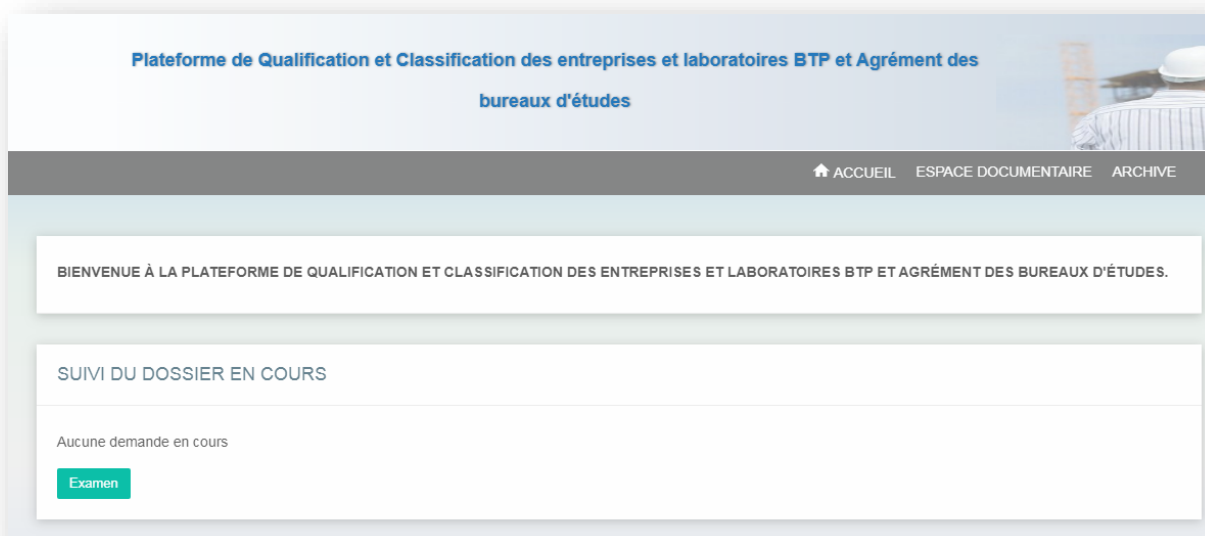 Plateforme de Qualification et Classification des entreprises et laboratoires BTP et Agrément des
bureaux d'études
ACCUEIL ESPACE DOCUMENTAIRE ARCHIVE
BIENVENUE À LA PLATEFORME DE QUALIFICATION ET CLASSIFICATION DES ENTREPRISES ET LABORATOIRES BTP ET AGRÉMENT DES BUREAUX D'ÉTUDES.
SUIVI DU DOSSIER EN COURS
Aucune demande en cours
Examen